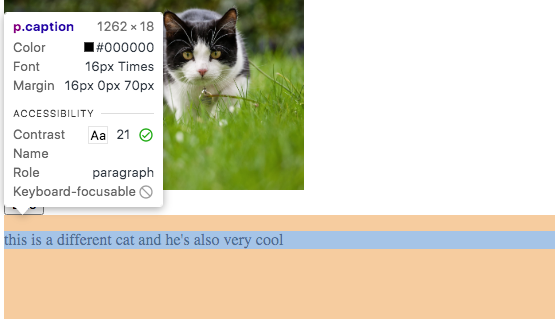 p.caption 1262 × 18
Color #000000
Font 16px Times
Margin 16px 0px 70px
ACCESSIBILITY
Contrast Aa 21
Name
Role paragraph
Keyboard-focusable
this is a different cat and he's also very cool